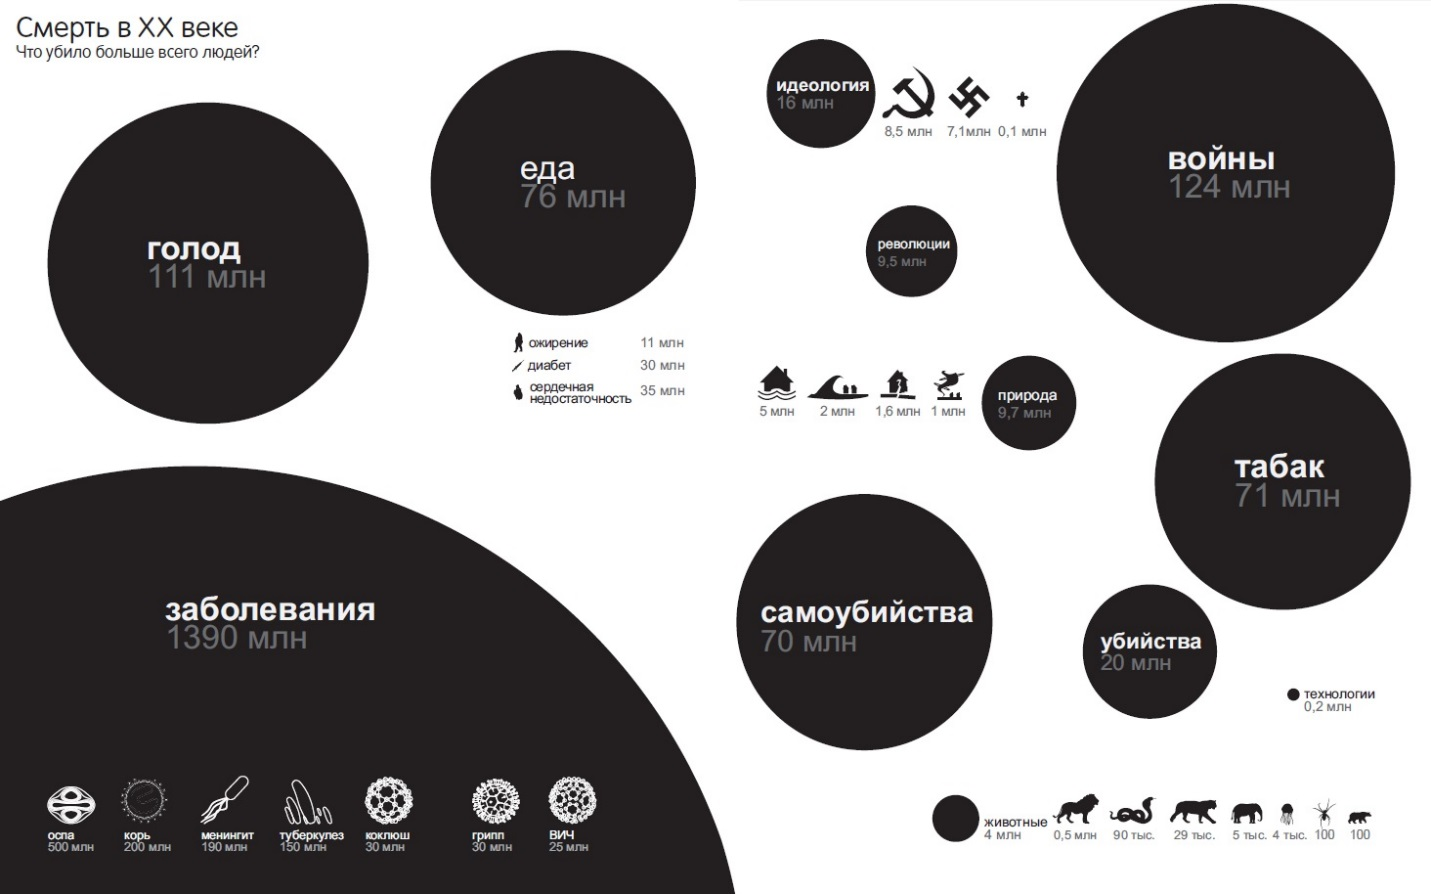 Смерть в XX веке
Что убило больше всего людей?
голод
111 млн
еда
76 млн
ожирение 11 млн
диабет 30 млн
сердечная
недостаточность 35 млн
заболевания
1390 млн
оспа
500 млн
корь
200 млн
менингит
190 млн
туберкулез
150 млн
коклюш
30 млн
грипп
30 млн
ВИЧ
25 млн
идеология
16 млн
8,5 млн 7,1млн 0,1 млн
войны
124 млн
революции
9,5 млн
5 млн 2 млн 1,6 млн 1 млн
природа
9,7 млн
табак
71 млн
самоубийства
70 млн
убийства
20 млн
технологии
0,2 млн
животные
4 млн
0,5 млн 90 тыс. 29 тыс. 5 тыс. 4 тыс. 100 100